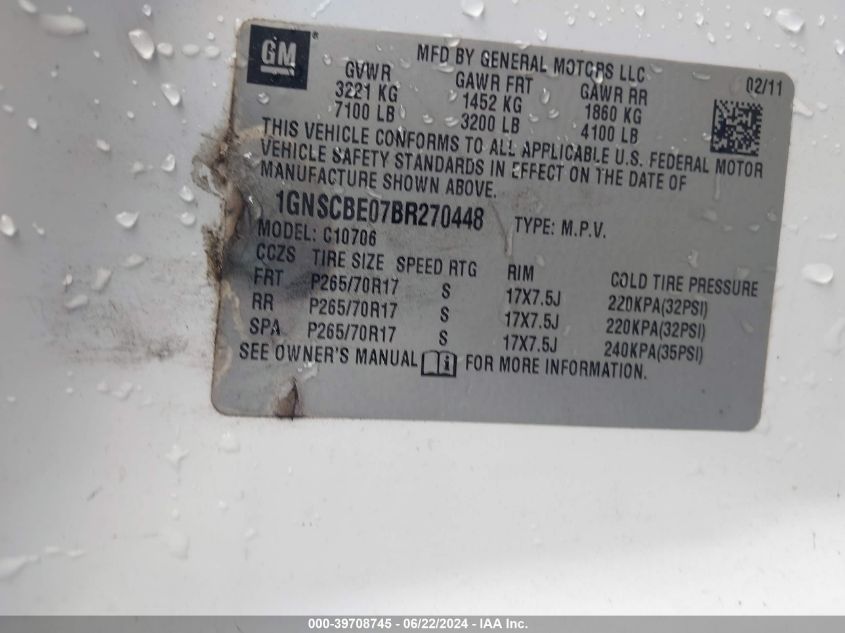 GM
MFD BY GENERAL MOTORS LLC
02/11
GVWR GAWR FRT GAWR RR
3221 KG 1452 KG 1860 KG
7100 LB 3200 LB 4100 LB
THIS VEHICLE CONFORMS TO ALL APPLICABLE U.S. FEDERAL MOTOR
VEHICLE SAFETY STANDARDS IN EFFECT ON THE DATE OF
MANUFACTURE SHOWN ABOVE.
1GNSCBE07BR270448 TYPE: M.P.V.
MODEL: C10706
CCZS TIRE SIZE SPEED RTG RIM COLD TIRE PRESSURE
FRT P265/70R17 S 17X7.5J 220KPA(32PSI)
RR P265/70R17 S 17X7.5J 220KPA(32PSI)
SPA P265/70R17 S 17X7.5J 240KPA(35PSI)
SEE OWNER'S MANUAL i FOR MORE INFORMATION.
000-39708745 - 06/22/2024 - IAA Inc.